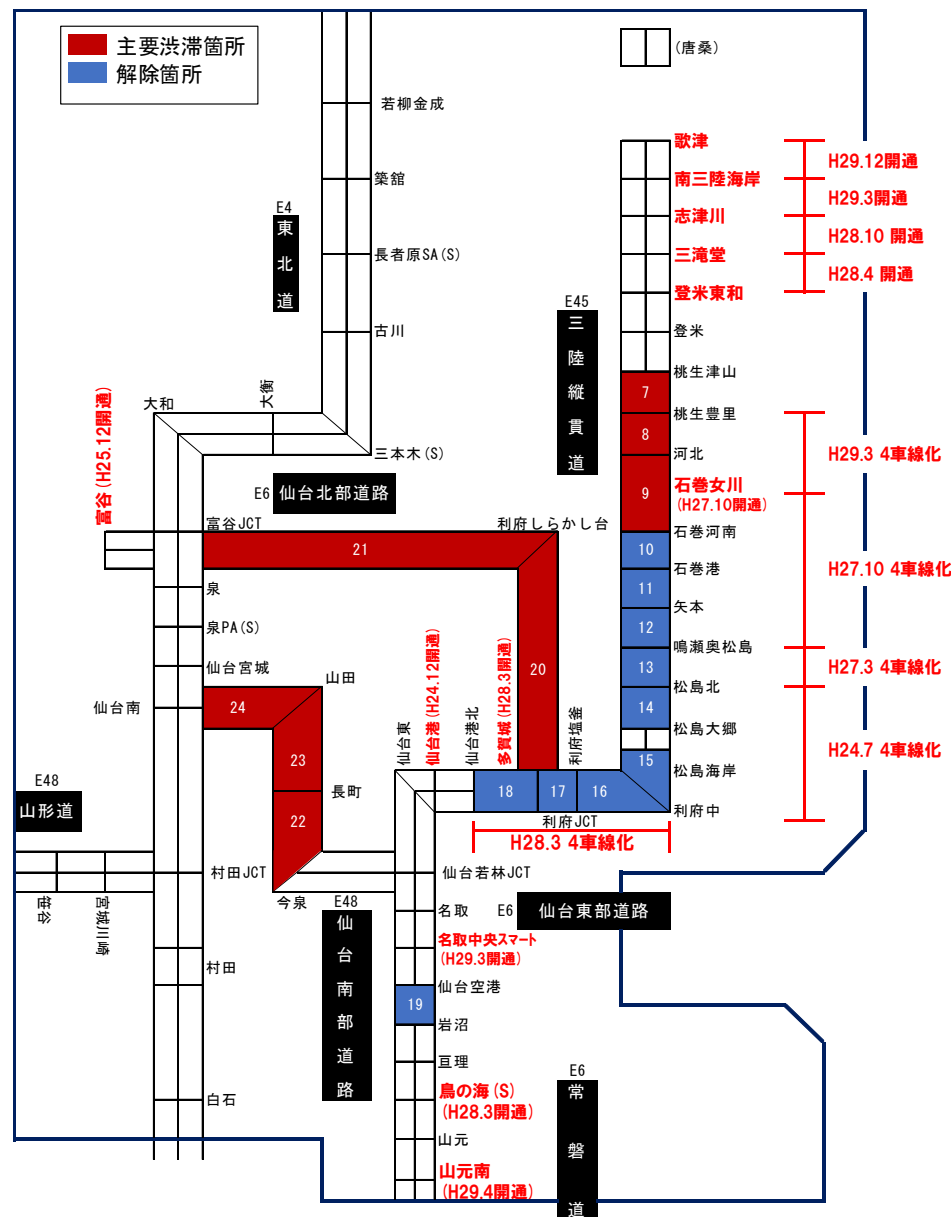 主要渋滞箇所
解除箇所
(唐桑)
若柳金成
歌津
H29.12開通
築舘
南三陸海岸
H29.3開通
E4
東北道
志津川
H28.10 開通
長者原SA(S)
三滝堂
H28.4 開通
登米東和
E45
三陸縦貫道
古川
登米
桃生津山
7
富谷(H25.12開通)
大和
大衡
桃生豊里
8
H29.3 4車線化
三本木(S)
河北
E6
仙台北部道路
9
石巻女川
(H27.10開通)
富谷JCT
利府しらかし台
石巻河南
21
10
石巻港
H27.10 4車線化
泉
11
矢本
泉PA(S)
12
鳴瀬奥松島
仙台宮城
20
13
H27.3 4車線化
山田
松島北
仙台南
24
14
仙台東
仙台港(H24.12開通)
仙台港北
多賀城(H28.3開通)
利府塩釜
松島大郷
H24.7 4車線化
23
15
松島海岸
E48
山形道
長町
18
17
16
22
利府JCT
利府中
H28.3 4車線化
村田JCT
仙台若林JCT
笹谷
宮城川崎
今泉
E48
仙台南部道路
名取
E6
仙台東部道路
名取中央スマート
(H29.3開通)
村田
仙台空港
19
岩沼
亘理
E6
常磐道
白石
鳥の海(S)
(H28.3開通)
山元
山元南
(H29.4開通)